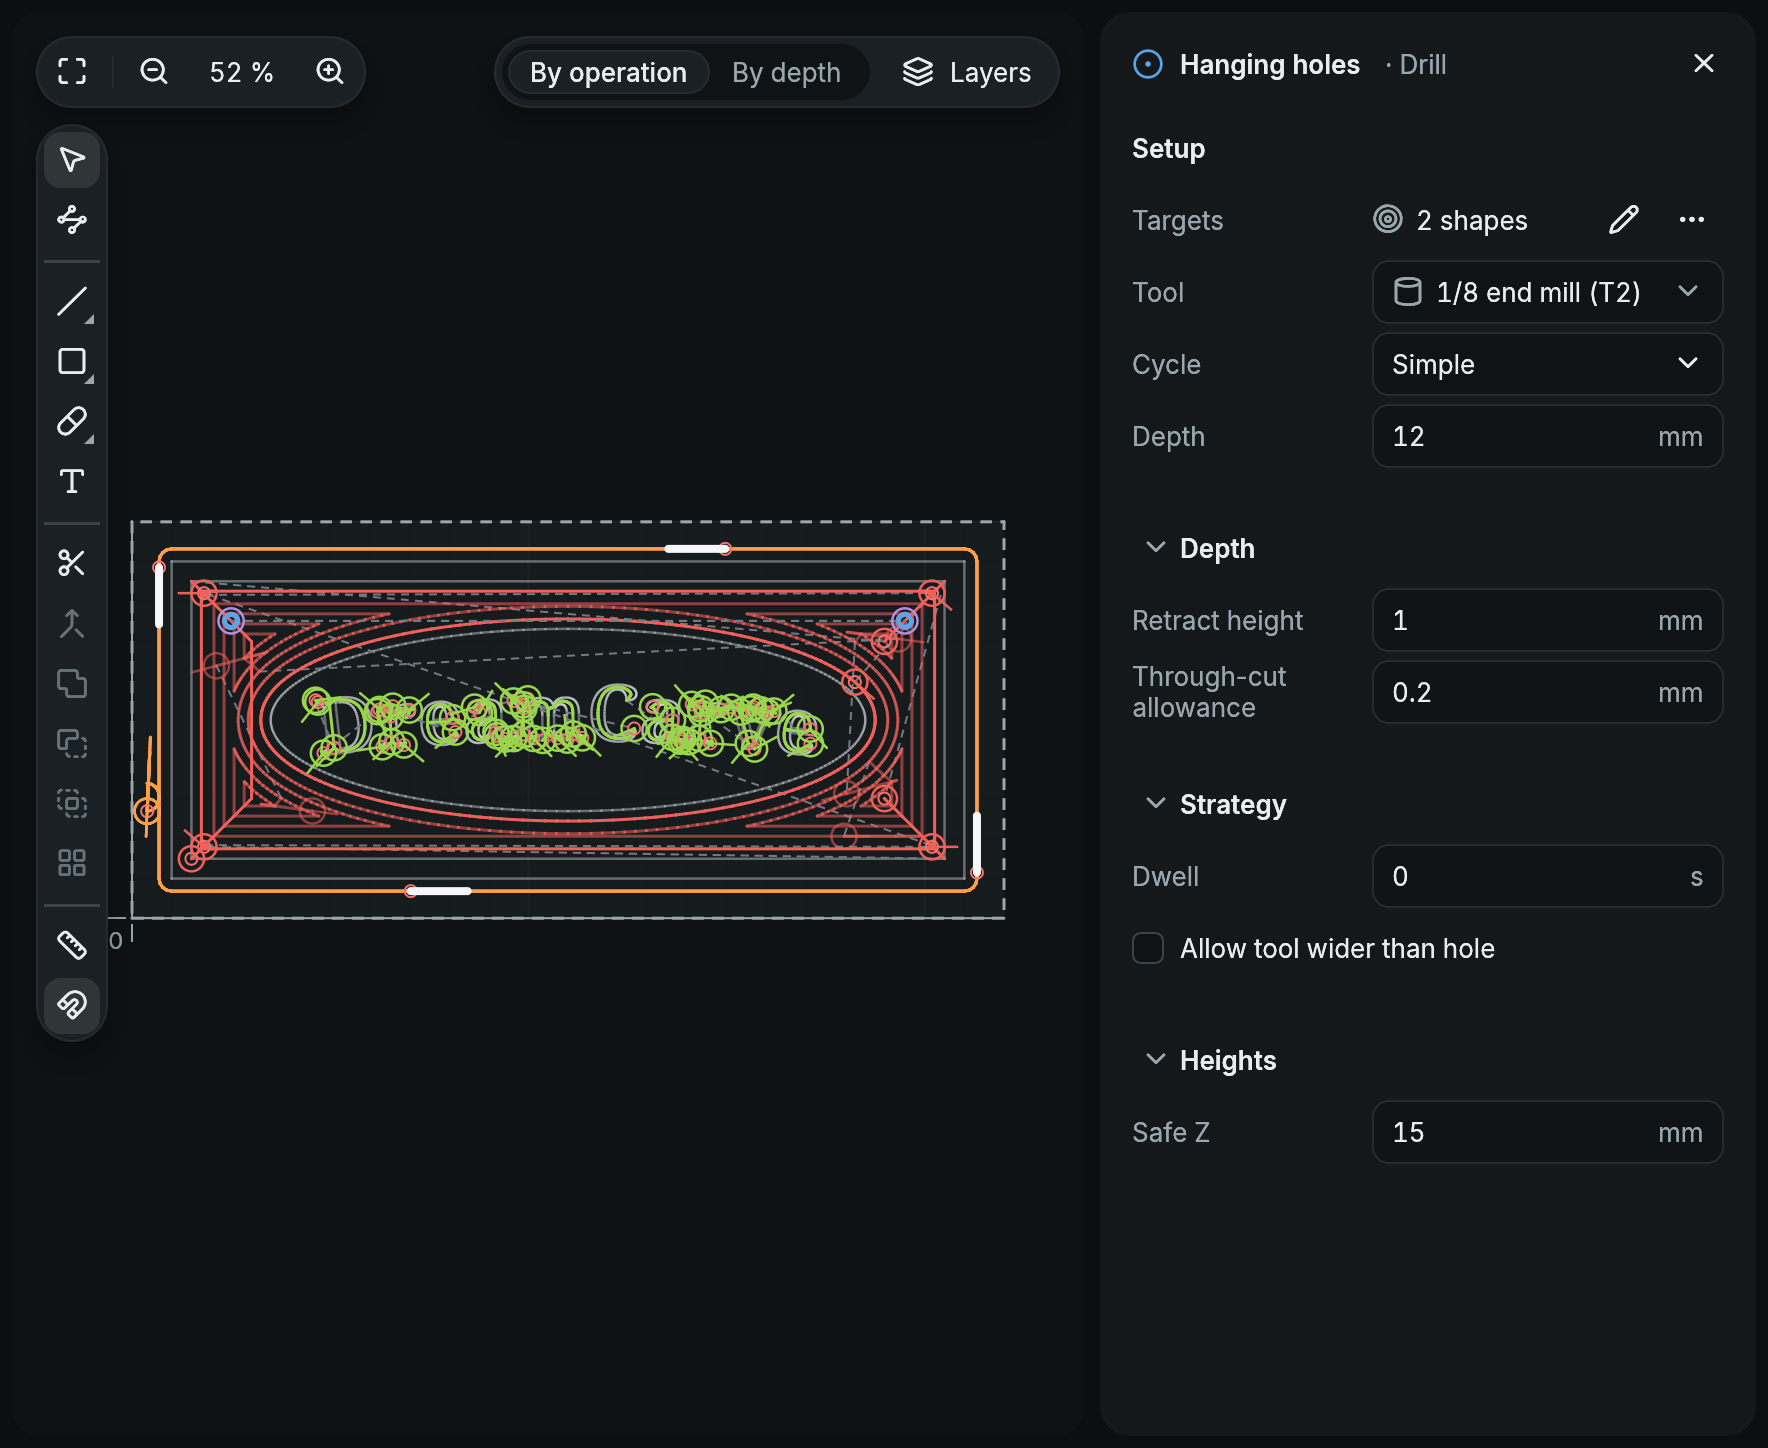 52 %
By operation
By depth
Layers
Hanging holes · Drill
Setup
Targets
2 shapes
Tool
1/8 end mill (T2)
Cycle
Simple
Depth
12 mm
Depth
Retract height
1 mm
Through-cut
allowance
0.2 mm
Strategy
Dwell
0 s
Allow tool wider than hole
Heights
Safe Z
15 mm
0